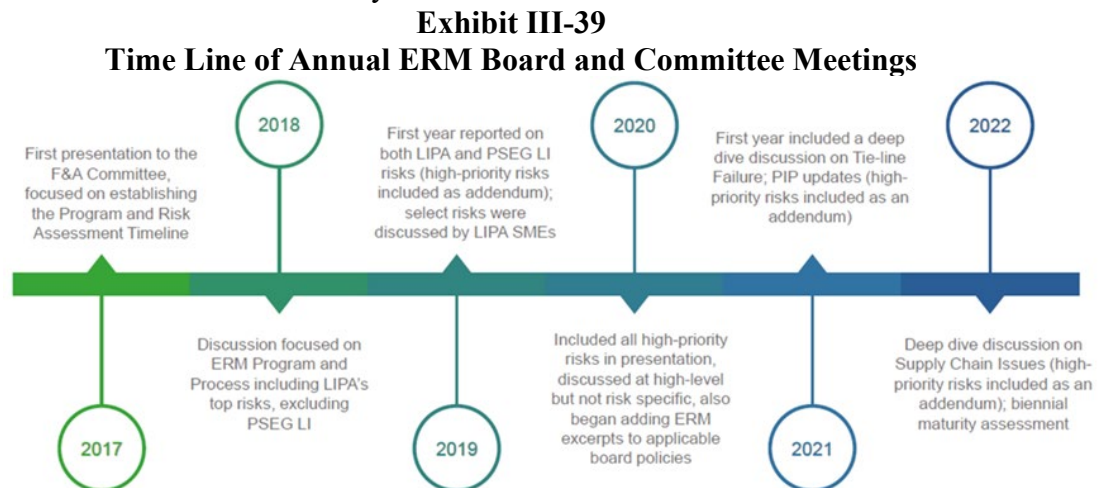 Exhibit III-39
Time Line of Annual ERM Board and Committee Meetings
2018
2020
2022
First presentation to the
F&A Committee,
focused on establishing
the Program and Risk
Assessment Timeline
First year reported on
both LIPA and PSEG LI
risks (high-priority risks
included as addendum);
select risks were
discussed by LIPA SMEs
First year included a deep
dive discussion on Tie-line
Failure; PIP updates (high-
priority risks included as an
addendum)
Discussion focused on
ERM Program and
Process including LIPA's
top risks, excluding
PSEG LI
Included all high-priority
risks in presentation,
discussed at high-level
but not risk specific, also
began adding ERM
excerpts to applicable
board policies
Deep dive discussion on
Supply Chain Issues (high-
priority risks included as an
addendum); biennial
maturity assessment
2017
2019
2021